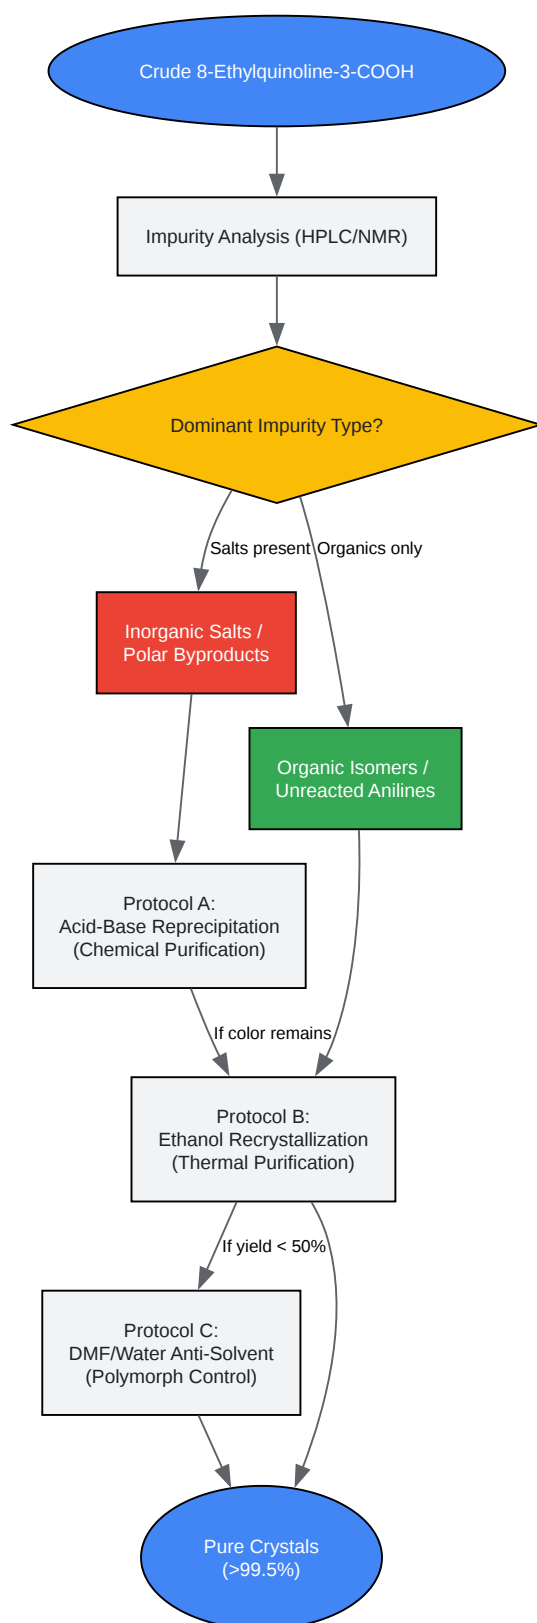 Crude 8-Ethylquinoline-3-COOH
Impurity Analysis (HPLC/NMR)
Dominant Impurity Type?
Salts present
Organics only
Inorganic Salts /
Polar Byproducts
Organic Isomers /
Unreacted Anilines
Protocol A:
Acid-Base Reprecipitation
(Chemical Purification)
If color remains
Protocol B:
Ethanol Recrystallization
(Thermal Purification)
If yield < 50%
Protocol C:
DMF/Water Anti-Solvent
(Polymorph Control)
Pure Crystals
(>99.5%)